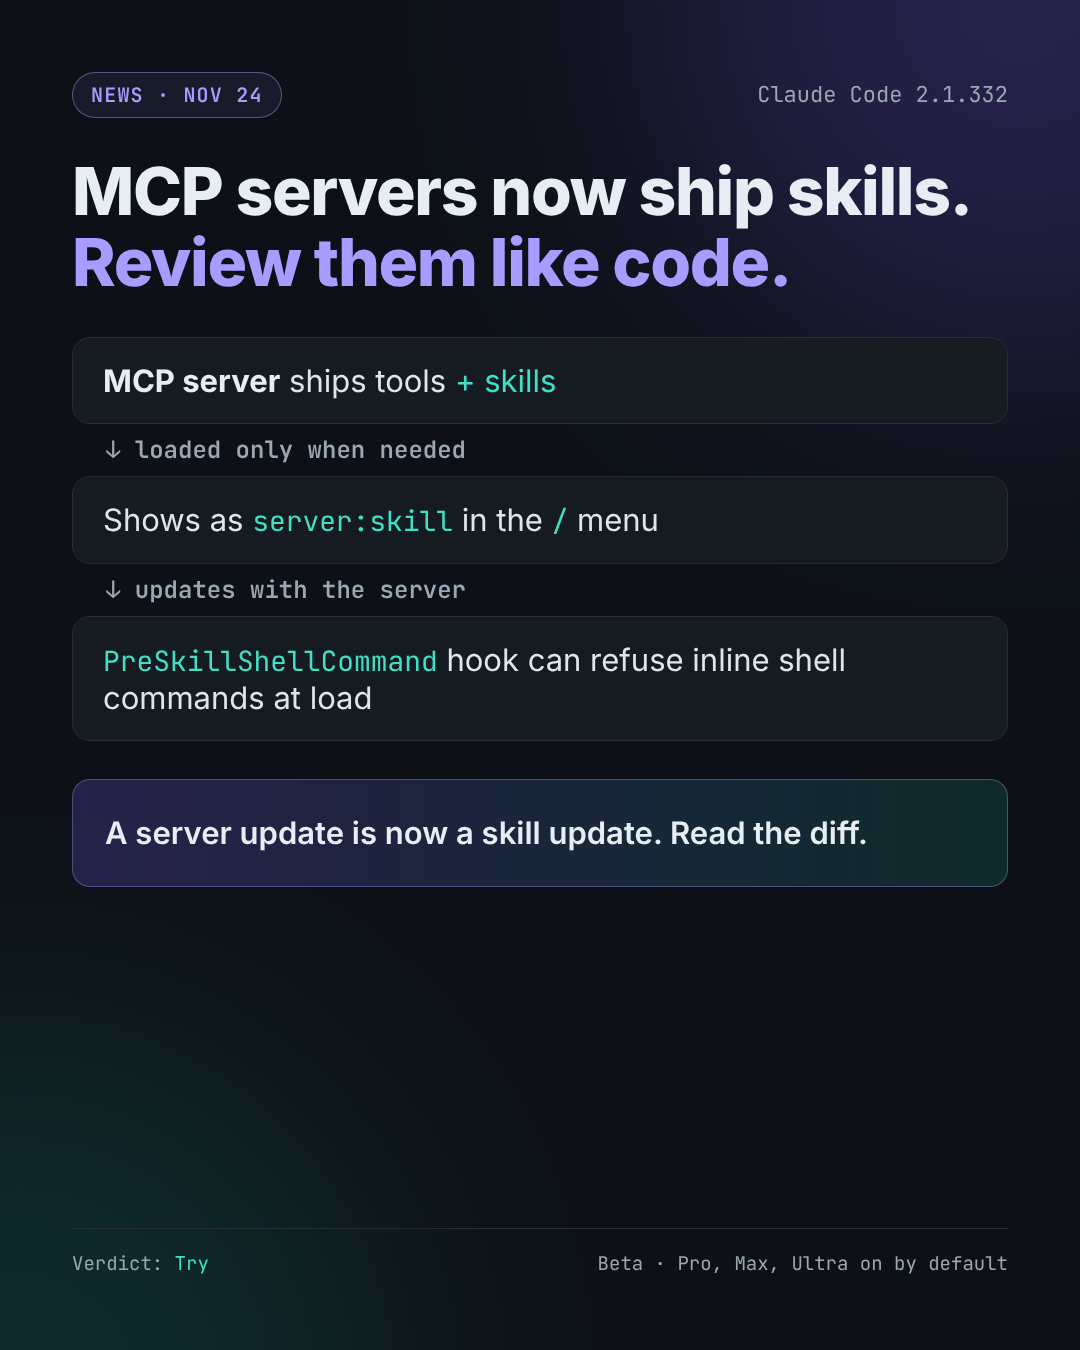 NEWS · NOV 24
Claude Code 2.1.332
MCP servers now ship skills.
Review them like code.
MCP server ships tools + skills
↓ loaded only when needed
Shows as server:skill in the / menu
↓ updates with the server
PreSkillShellCommand hook can refuse inline shell
commands at load
A server update is now a skill update. Read the diff.
Verdict: Try
Beta · Pro, Max, Ultra on by default